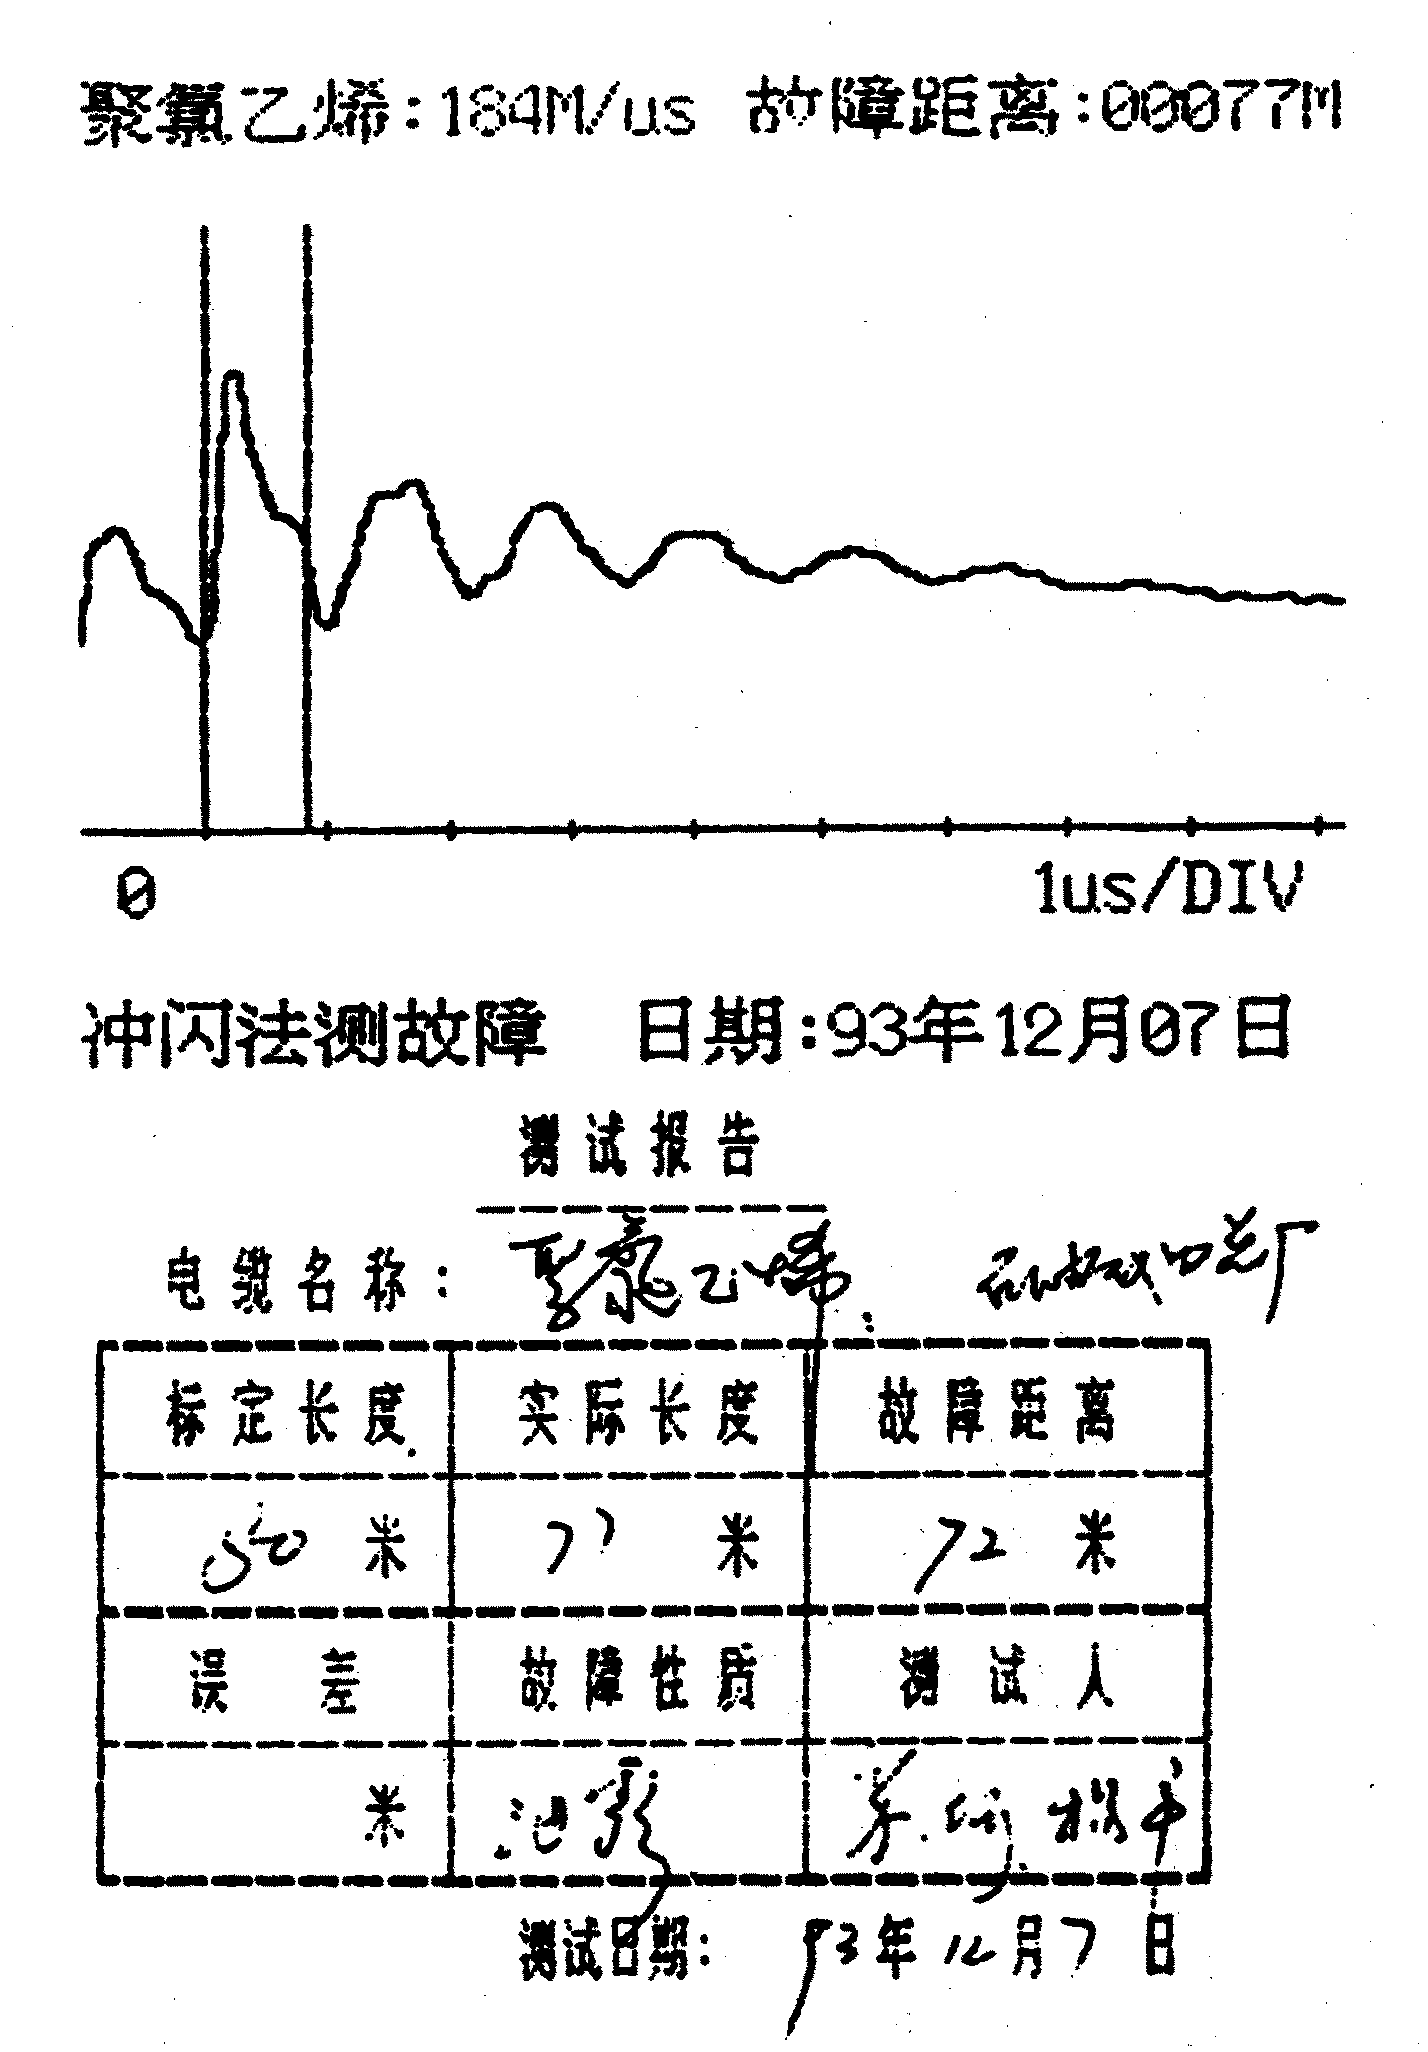 聚氯乙烯:184M/us 故障距离:00077M
0 1us/DIV
冲闪法测故障 日期:93年12月07日
测试报告
电缆名称: 聚氯乙烯
标定长度 实际长度 故障距离
米 77 米 72 米
误差 故障性质 测试人
米
测试日期: 93年12月7日